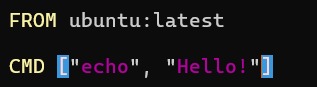 FROM ubuntu:latest
CMD ["echo", "Hello!"]